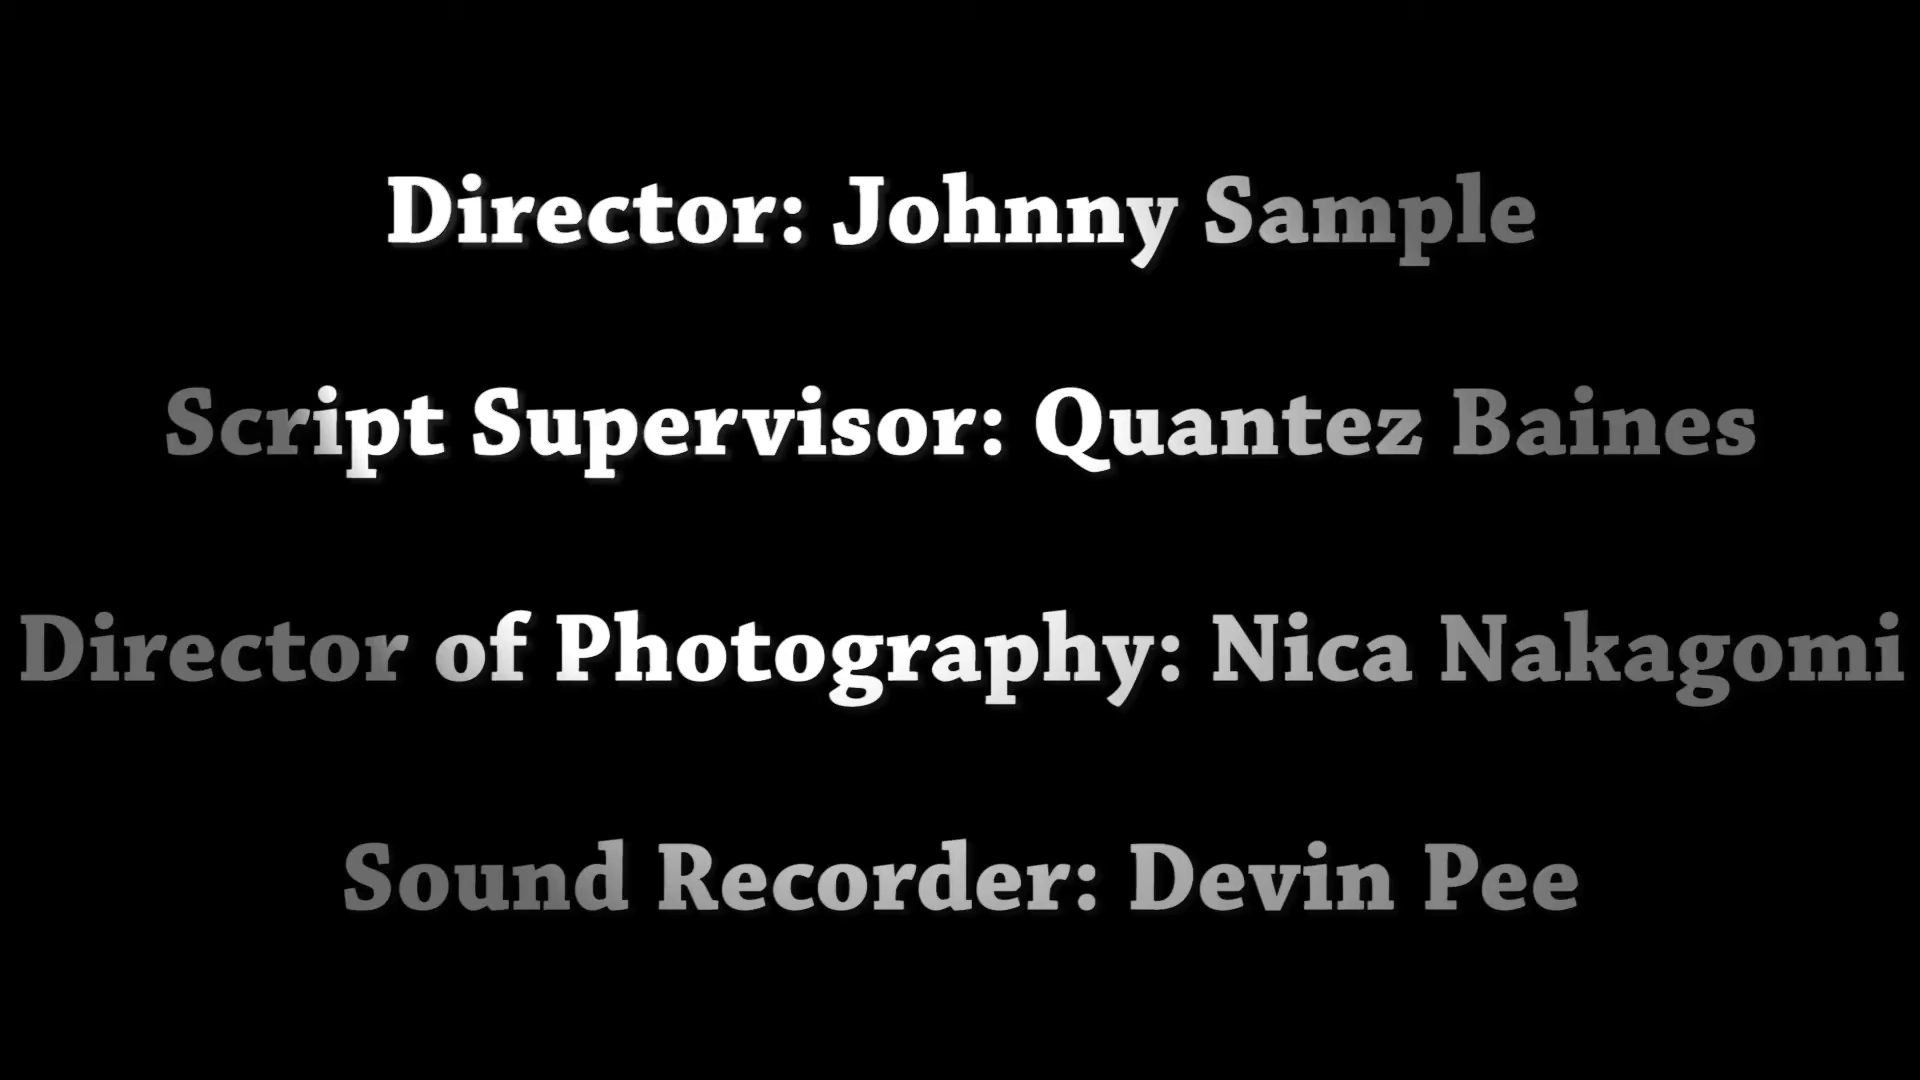 Director: Johnny Sample
Script Supervisor: Quantez Baines
Director of Photography: Nica Nakagomi
Sound Recorder: Devin Pee